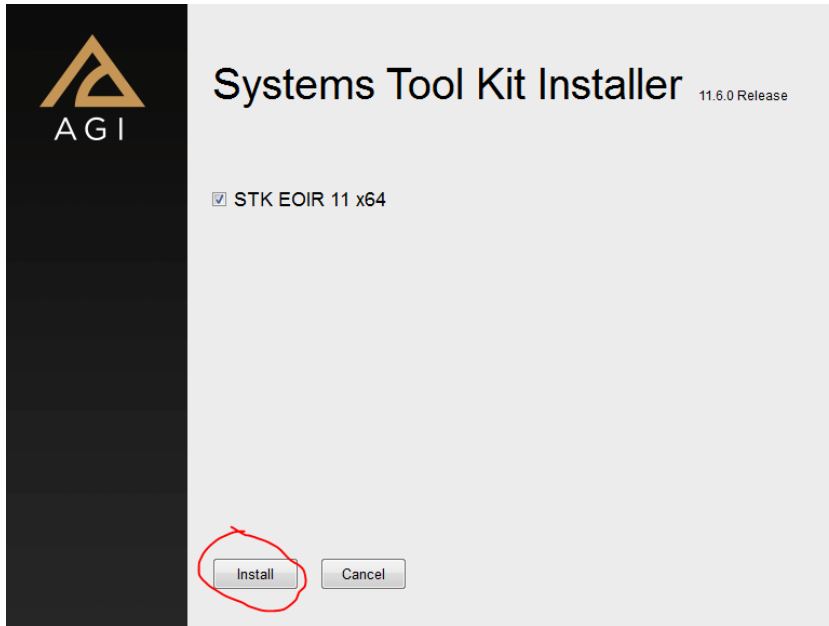 AGI
Systems Tool Kit Installer 11.6.0 Release
STK EOIR 11 x64
Install Cancel